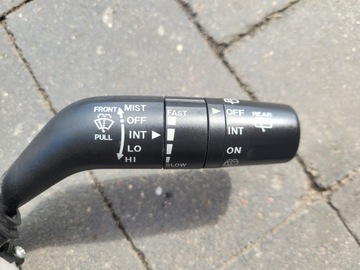 FRONT
PULL
MIST
OFF
INT
LO
HI
FAST
SLOW
OFF
INT
ON
REAR